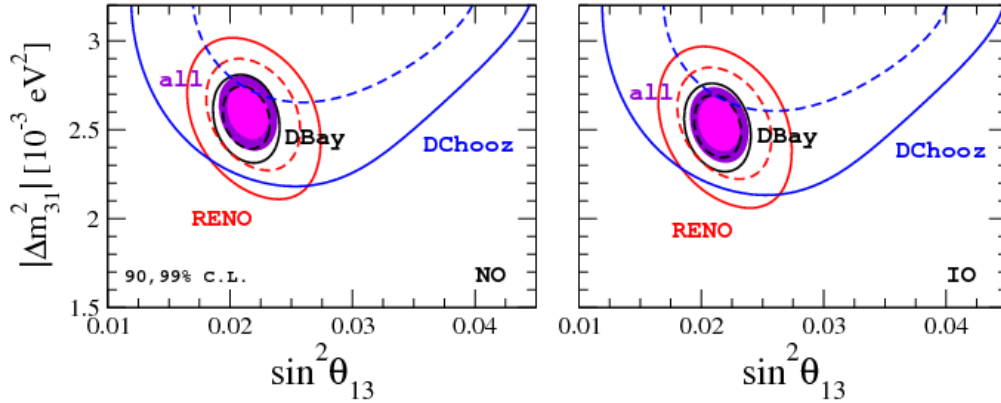 |Δm²₃₁| [10⁻³ eV²]
3
2.5
2
1.5
all
DBay
DChooz
RENO
90,99% C.L.
NO
0.01
0.02
0.03
0.04
sin²θ₁₃
all
DBay
DChooz
RENO
IO
0.01
0.02
0.03
0.04
sin²θ₁₃